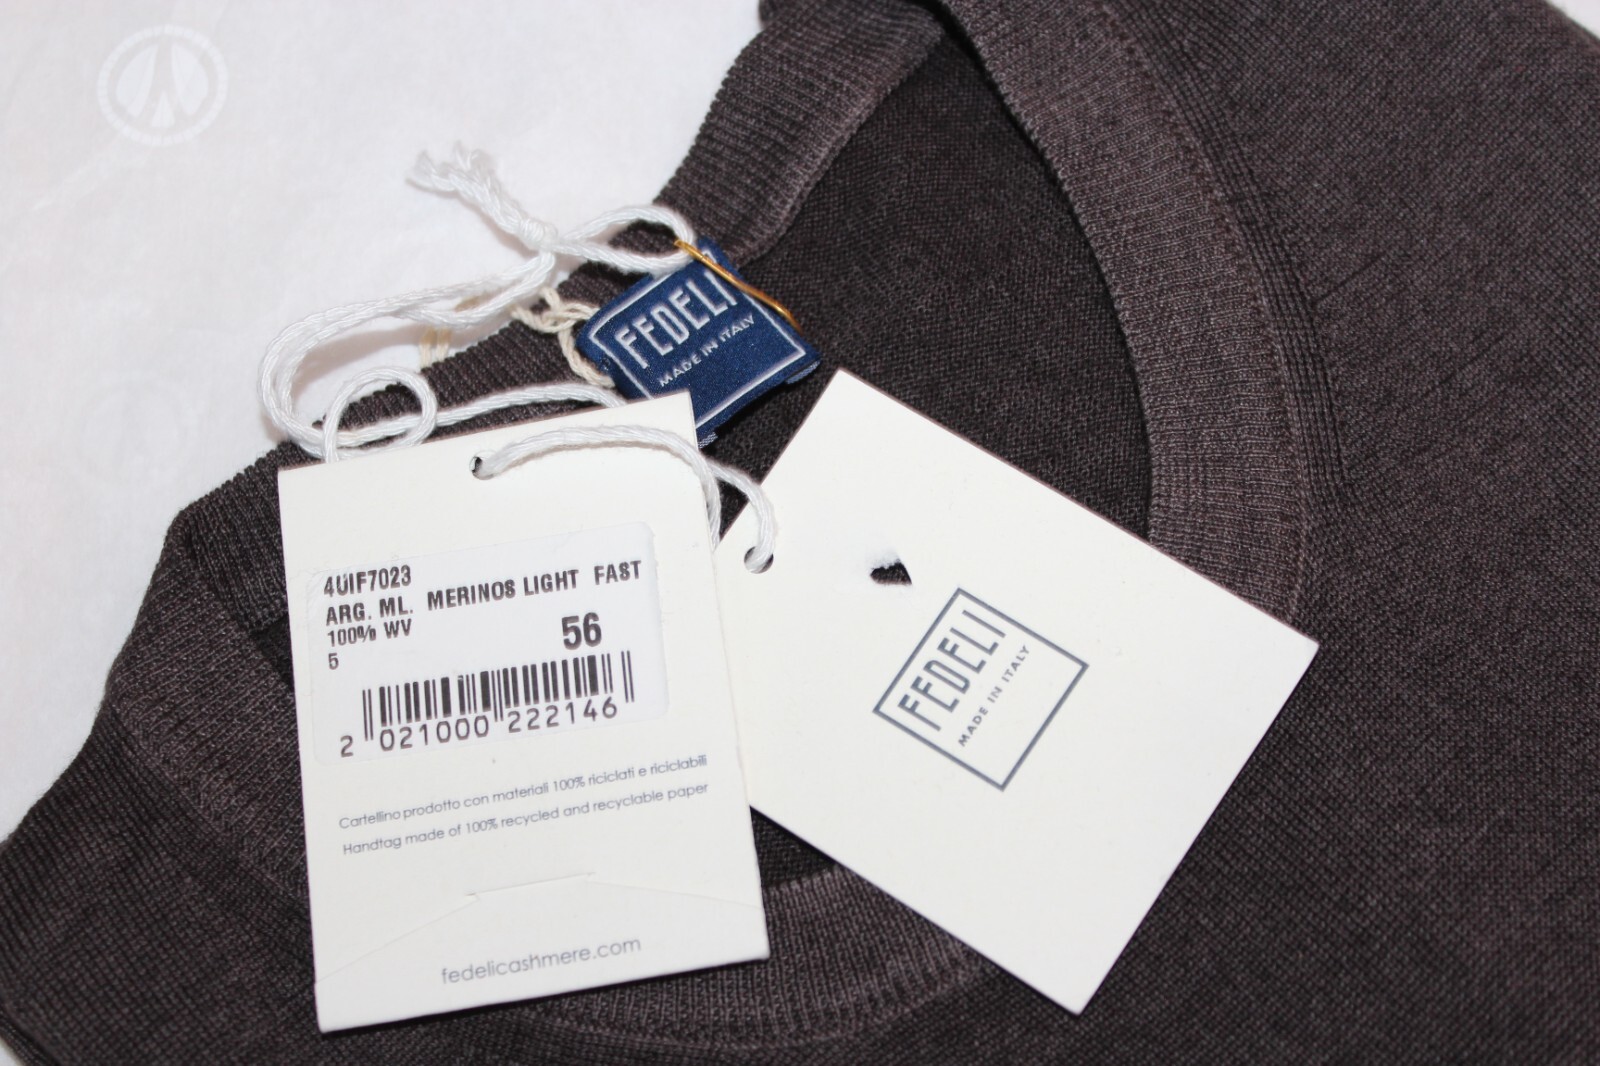 FEDELI
MADE IN ITALY
4UIF7023
ARG. ML. MERINOS LIGHT FAST
100% WV
5
56
2 021000 222146
Cartellino prodotto con materiali 100% riciclati e riciclabili
Handtag made of 100% recycled and recyclable paper
fedelicashmere.com
FEDELI
MADE IN ITALY